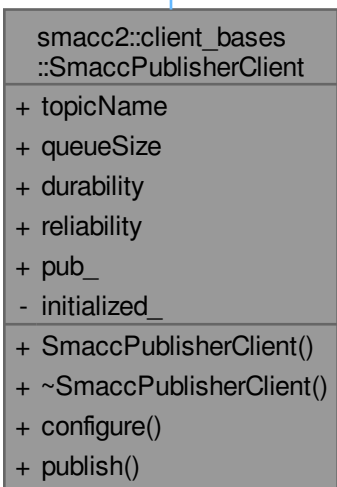 smacc2::client_bases
::SmaccPublisherClient
+ topicName
+ queueSize
+ durability
+ reliability
+ pub_
- initialized_
+ SmaccPublisherClient()
+ ~SmaccPublisherClient()
+ configure()
+ publish()